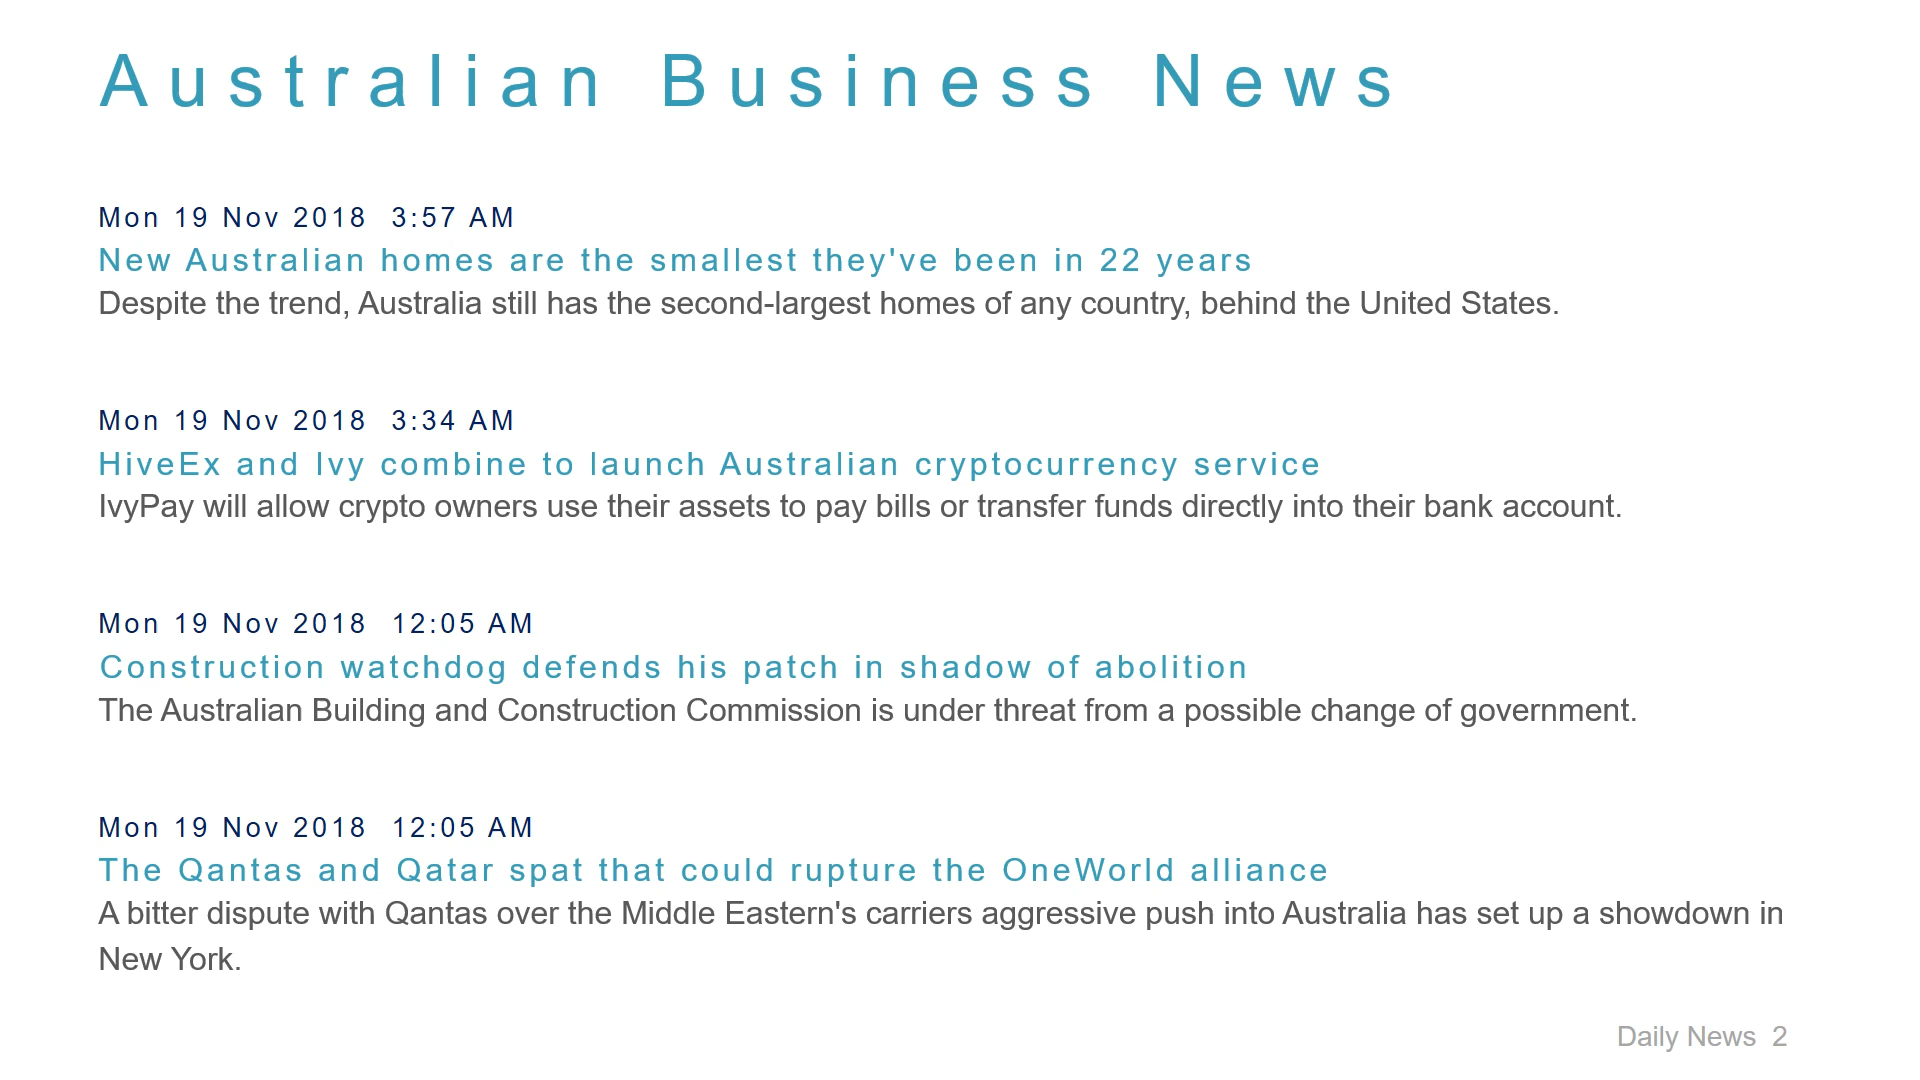 Australian Business News
Mon 19 Nov 2018 3:57 AM
New Australian homes are the smallest they've been in 22 years
Despite the trend, Australia still has the second-largest homes of any country, behind the United States.
Mon 19 Nov 2018 3:34 AM
HiveEx and Ivy combine to launch Australian cryptocurrency service
IvyPay will allow crypto owners use their assets to pay bills or transfer funds directly into their bank account.
Mon 19 Nov 2018 12:05 AM
Construction watchdog defends his patch in shadow of abolition
The Australian Building and Construction Commission is under threat from a possible change of government.
Mon 19 Nov 2018 12:05 AM
The Qantas and Qatar spat that could rupture the OneWorld alliance
A bitter dispute with Qantas over the Middle Eastern's carriers aggressive push into Australia has set up a showdown in
New York.
Daily News 2